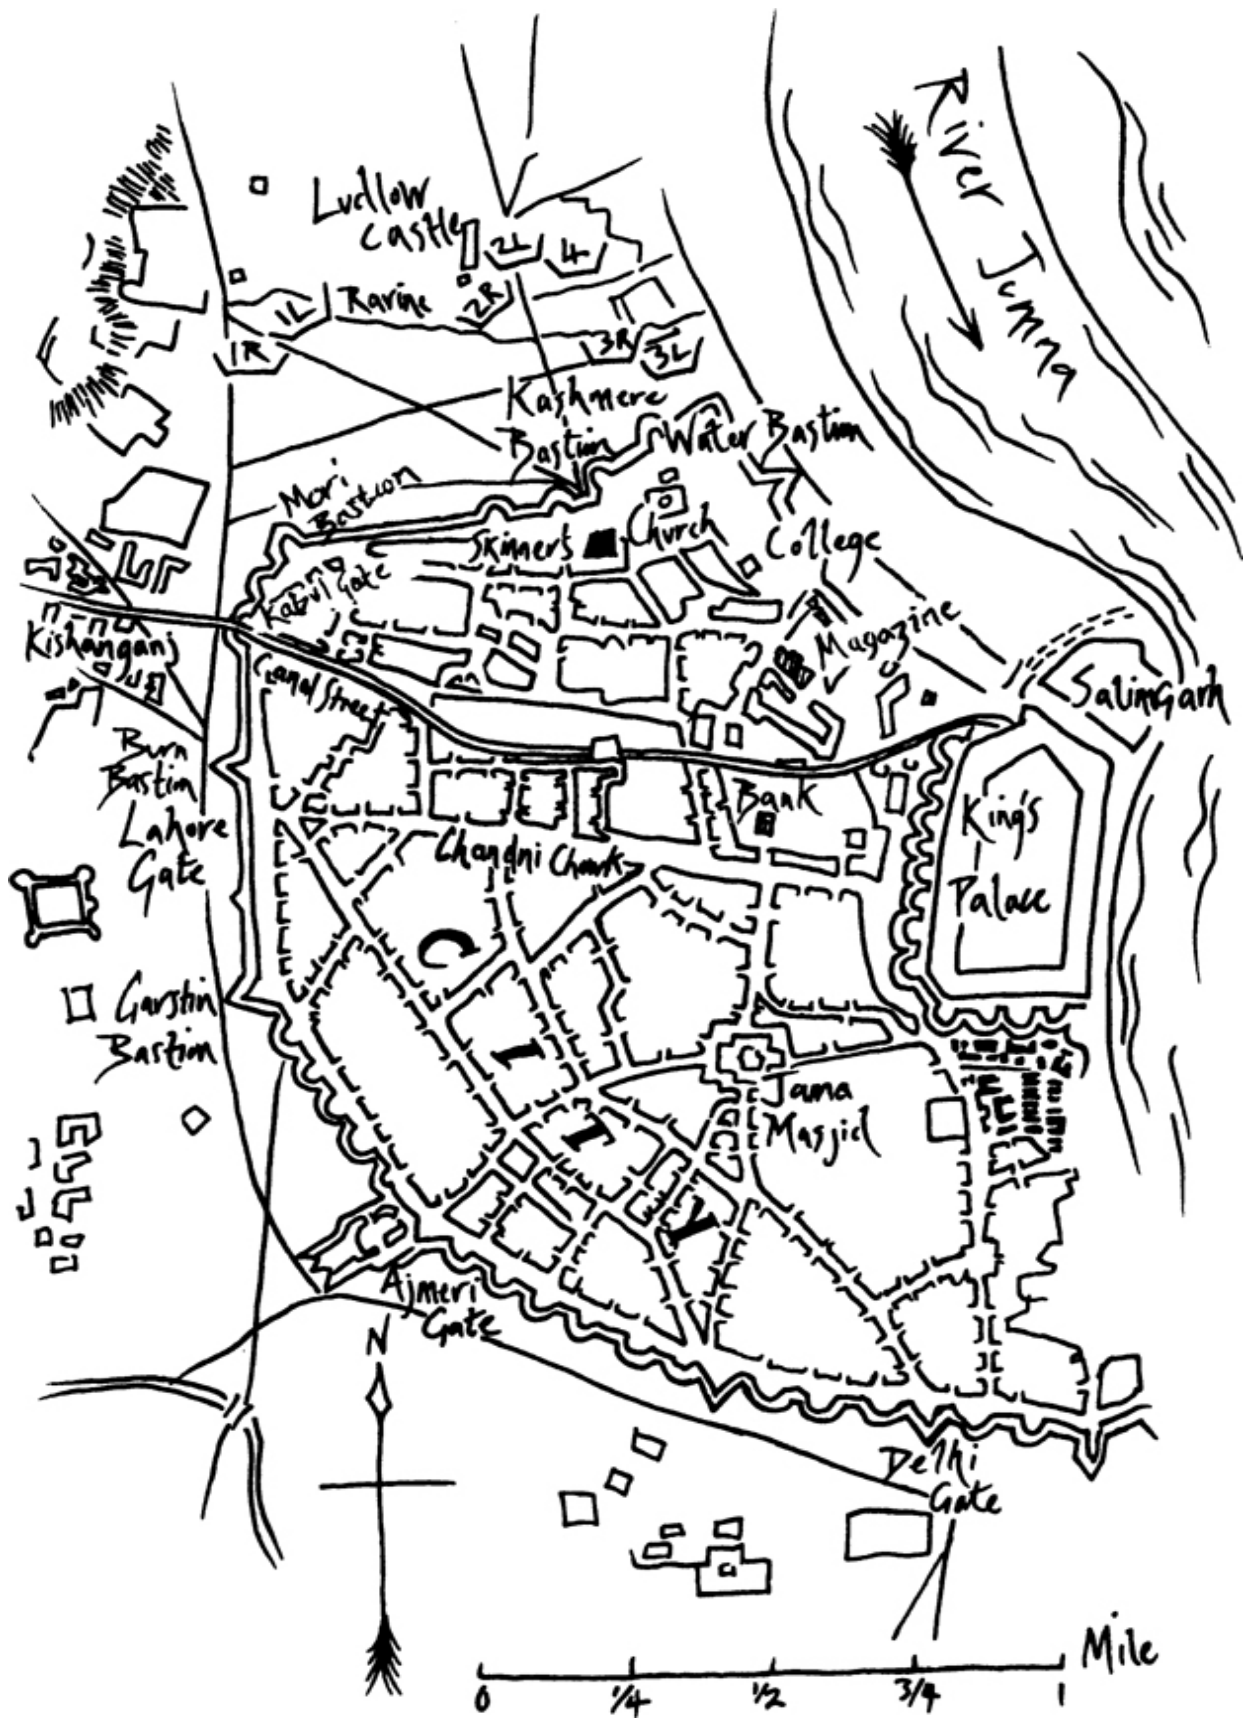 River Jumna
Ludlow
Castle
2L
4
1L
Ravine
2R
1R
3R
3L
Kashmere
Bastion
Water Bastion
Mori
Bastion
Skinner's
Church
College
Kabul Gate
Magazine
Kishanganj
Canal Street
Salimgarh
Burn
Bastion
Bank
King's
Palace
Lahore
Gate
Chandni Chowk
CITY
Garstin
Bastion
Jama
Masjid
Ajmeri
Gate
N
Delhi
Gate
Mile
0 1/4 1/2 3/4 1